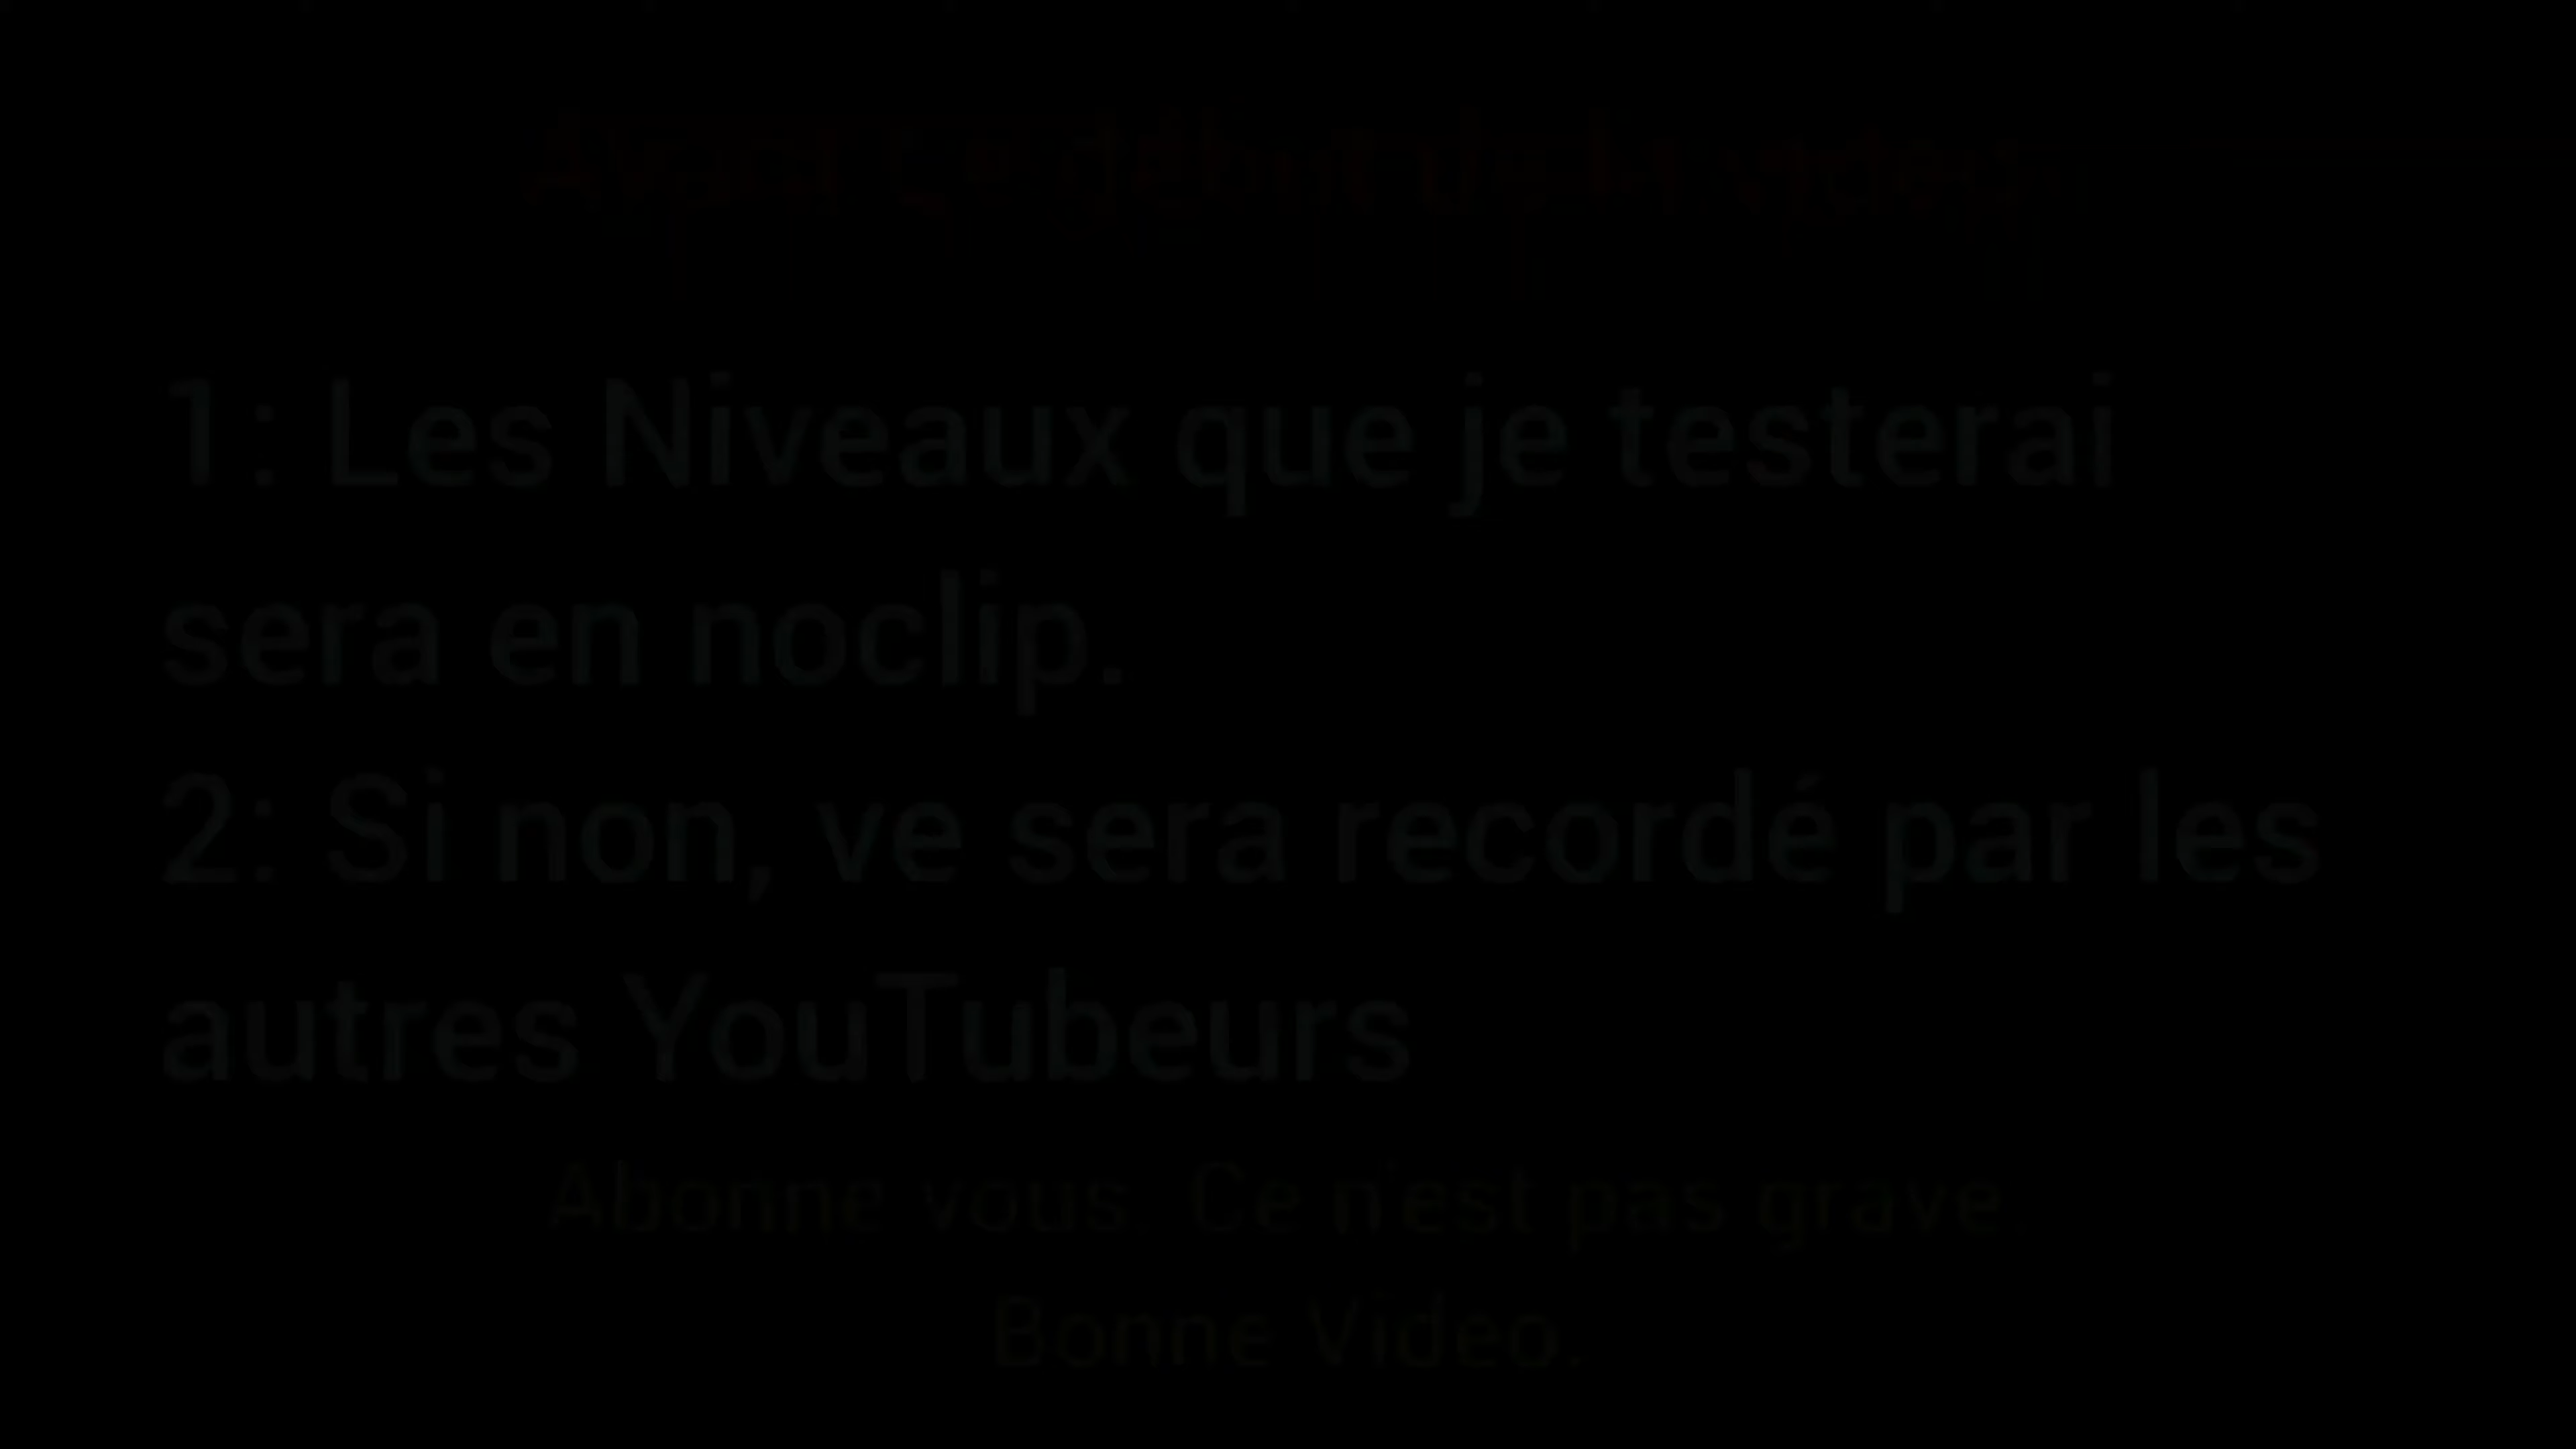 1: Les Niveaux que je testerai
sera en noclip.
2: Si non, ve sera recordé par les
autres YouTubeurs
Abonne vous. Ce n'est pas grave.
Bonne Video.